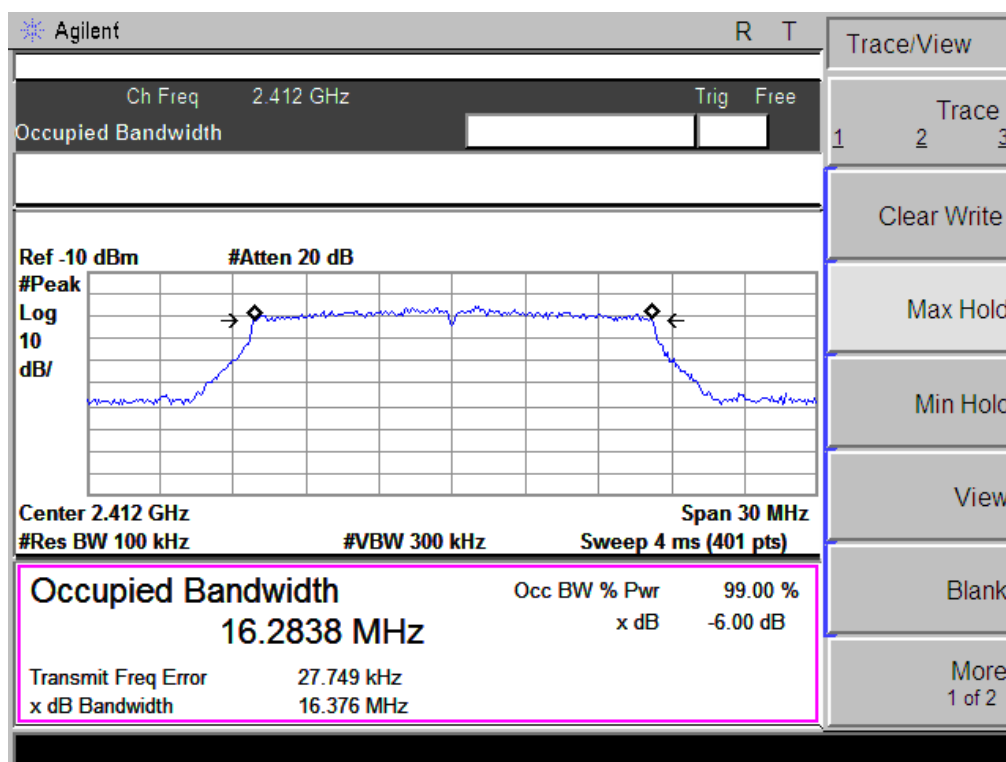 Agilent R T
Trace/View
Ch Freq 2.412 GHz Trig Free
Occupied Bandwidth
Trace
1 2 3
Clear Write
Ref -10 dBm #Atten 20 dB
#Peak
Log
10
dB/
Max Hold
Min Hold
View
Center 2.412 GHz Span 30 MHz
#Res BW 100 kHz #VBW 300 kHz Sweep 4 ms (401 pts)
Occupied Bandwidth Occ BW % Pwr 99.00 %
16.2838 MHz x dB -6.00 dB
Blank
Transmit Freq Error 27.749 kHz
x dB Bandwidth 16.376 MHz
More
1 of 2